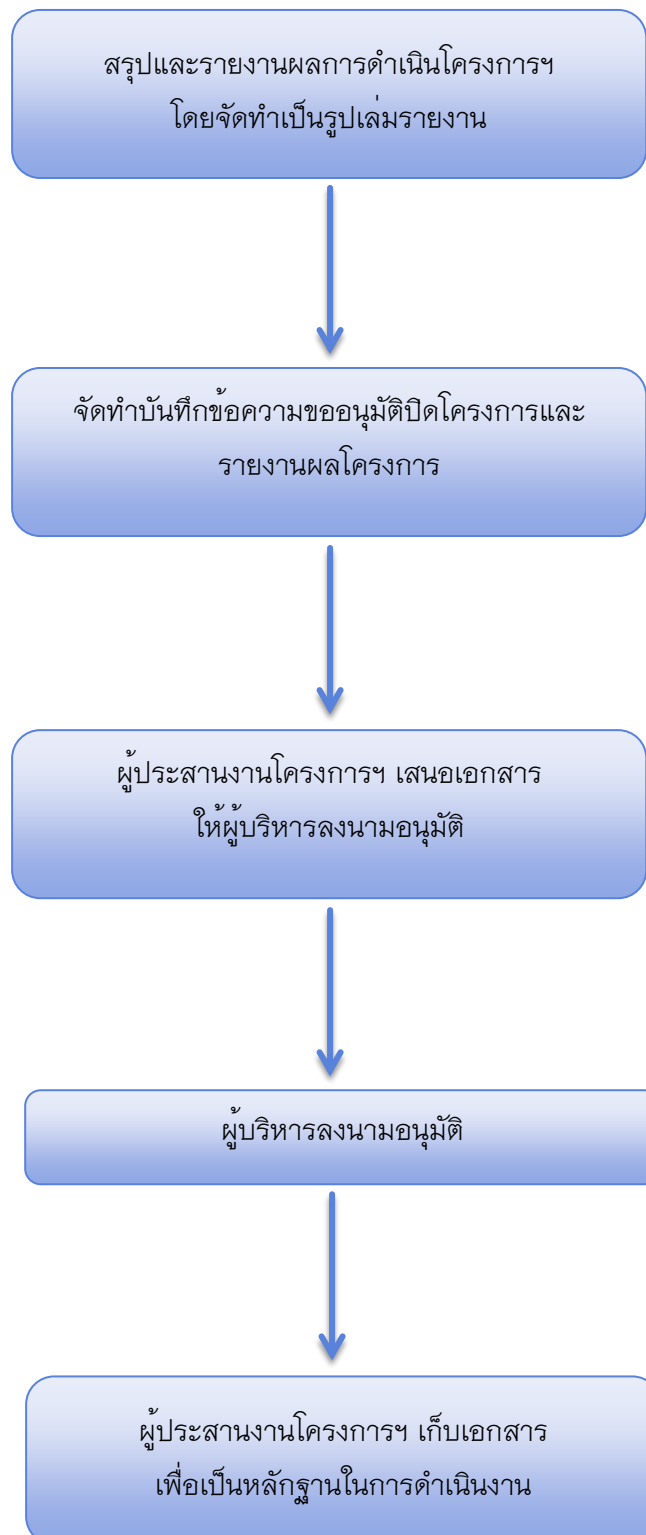 สรุปและรายงานผลการดำเนินโครงการฯ
โดยจัดทำเป็นรูปเล่มรายงาน
จัดทำบันทึกข้อความขออนุมัติปิดโครงการและ
รายงานผลโครงการ
ผู้ประสานงานโครงการฯ เสนอเอกสาร
ให้ผู้บริหารลงนามอนุมัติ
ผู้บริหารลงนามอนุมัติ
ผู้ประสานงานโครงการฯ เก็บเอกสาร
เพื่อเป็นหลักฐานในการดำเนินงาน